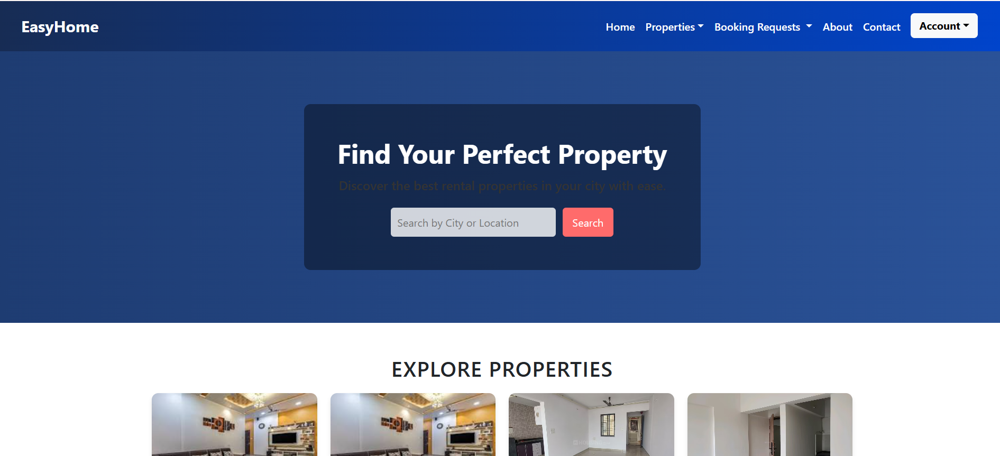 EasyHome
Home Properties Booking Requests About Contact Account
Find Your Perfect Property
Discover the best rental properties in your city with ease.
Search by City or Location Search
EXPLORE PROPERTIES
HOUSING